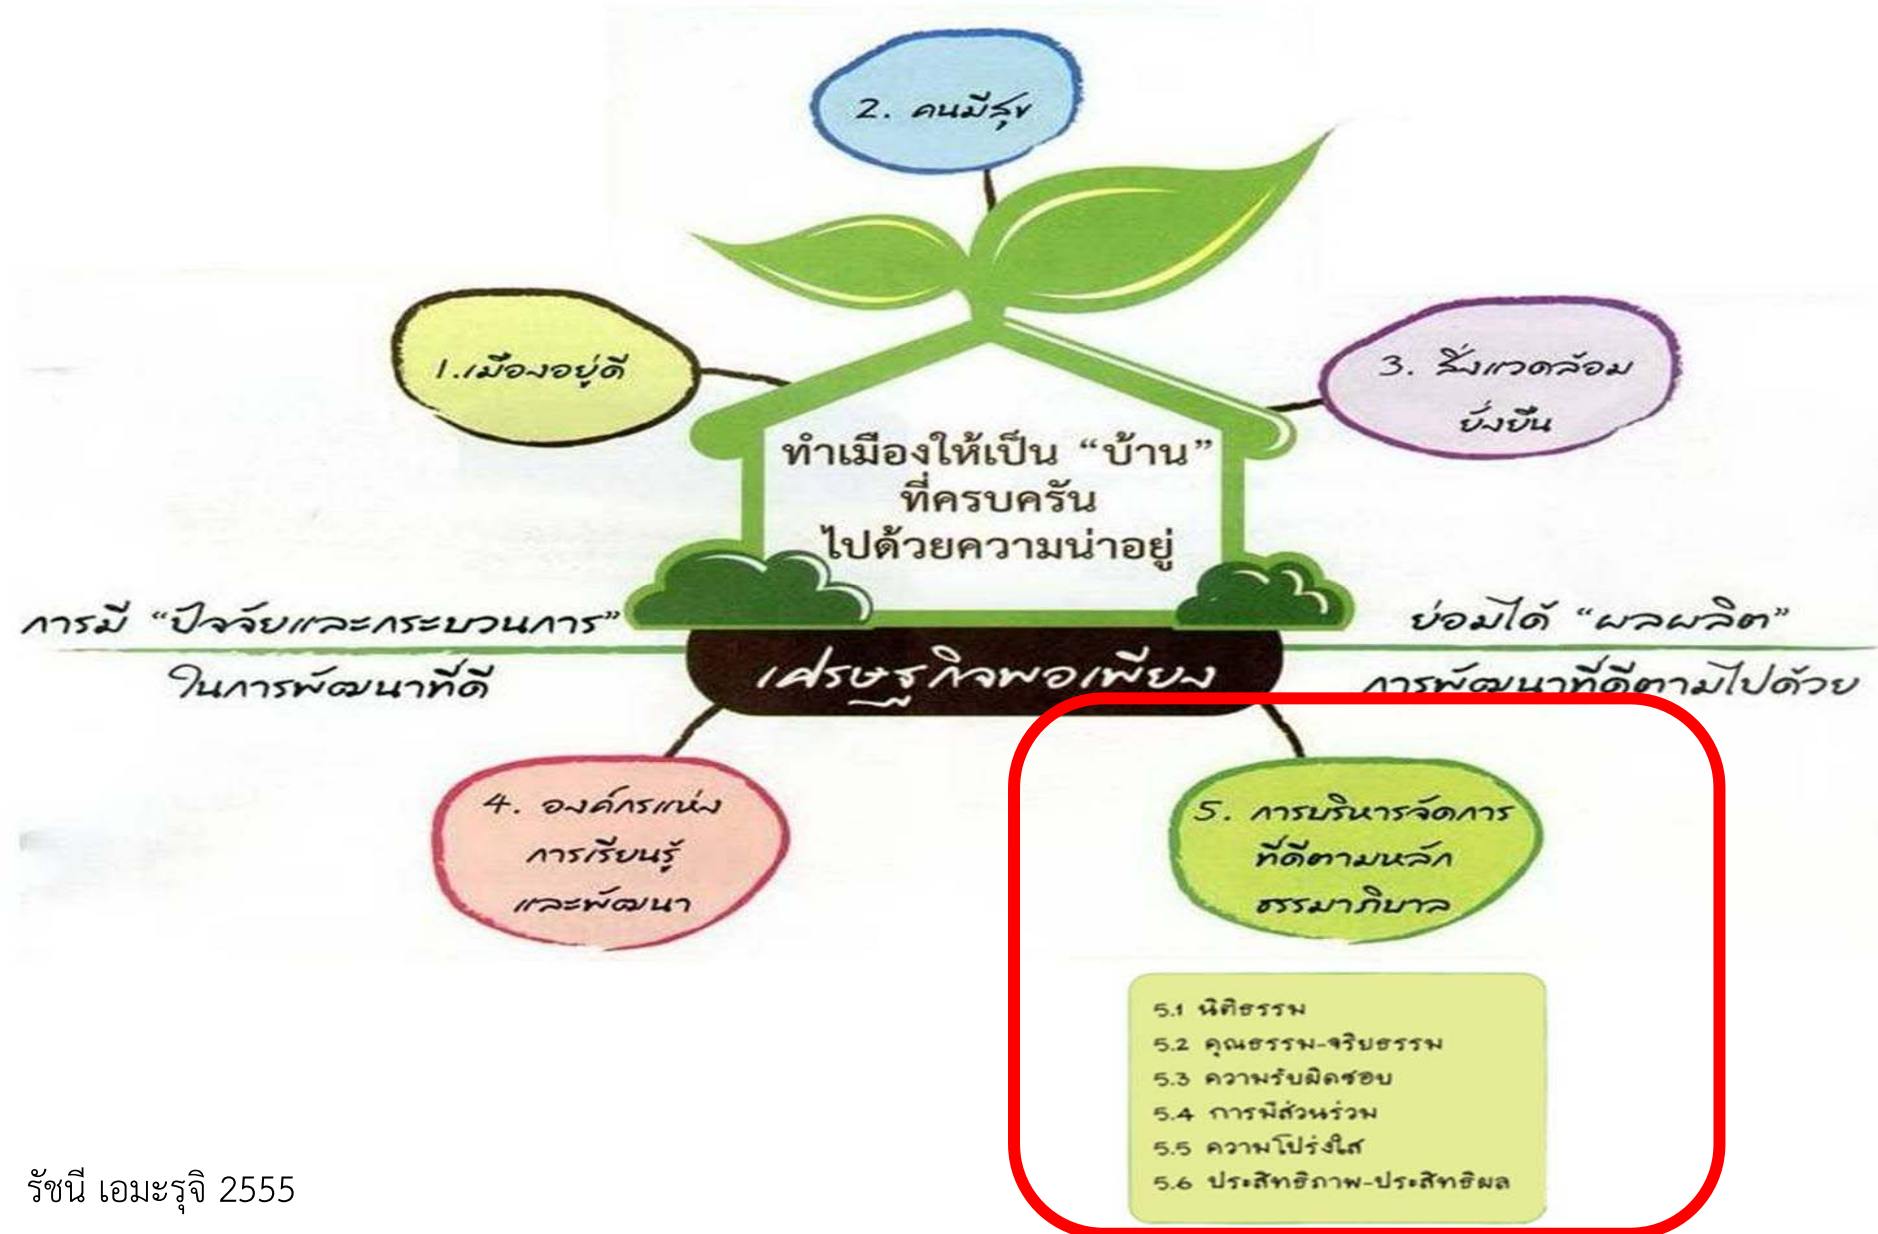 2. คนมีสุข
1.เมืองอยู่ดี
3. สิ่งแวดล้อม
ยั่งยืน
ทำเมืองให้เป็น “บ้าน”
ที่ครบครัน
ไปด้วยความน่าอยู่
การมี “ปัจจัยและกระบวนการ”
ในการพัฒนาที่ดี
ย่อมได้ “ผลผลิต”
การพัฒนาที่ดีตามไปด้วย
เศรษฐกิจพอเพียง
4. องค์กรแห่ง
การเรียนรู้
และพัฒนา
5. การบริหารจัดการ
ที่ดีตามหลัก
ธรรมาภิบาล
5.1 นิติธรรม
5.2 คุณธรรม-จริยธรรม
5.3 ความรับผิดชอบ
5.4 การมีส่วนร่วม
5.5 ความโปร่งใส
5.6 ประสิทธิภาพ-ประสิทธิผล
รัชนี เอมะรุจิ 2555